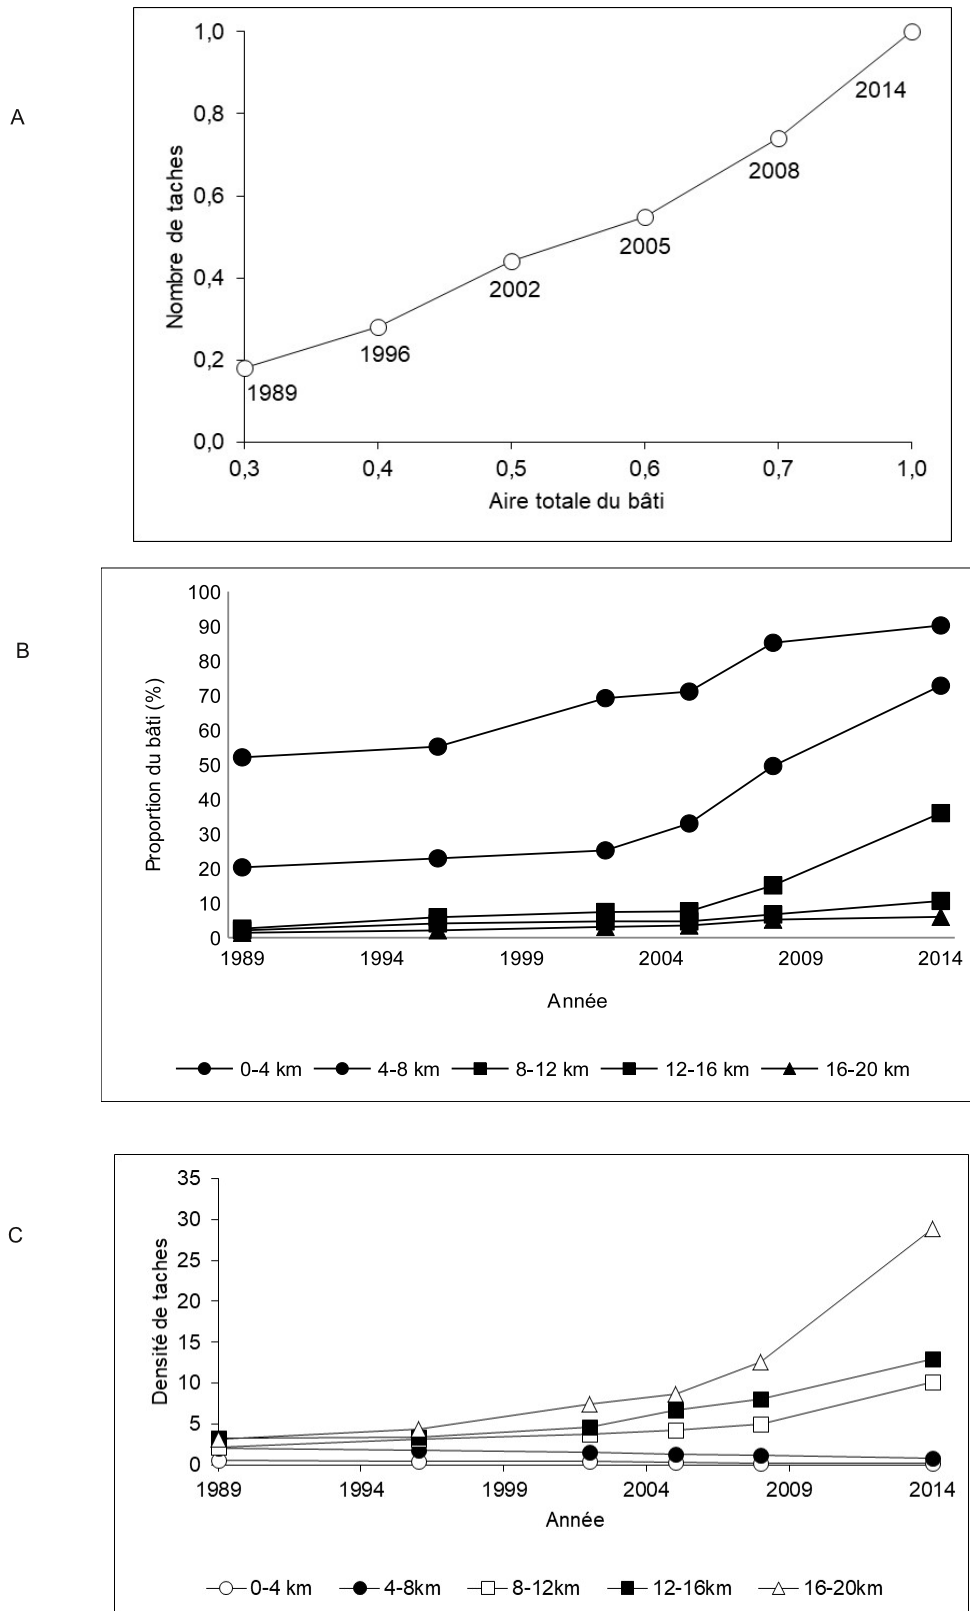 A
1,0
0,8
0,6
0,4
0,2
0,0
Nombre de taches
1989
1996
2002
2005
2008
2014
0,3 0,4 0,5 0,6 0,7 1,0
Aire totale du bâti
B
100
90
80
70
60
50
40
30
20
10
0
Proportion du bâti (%)
1989 1994 1999 2004 2009 2014
Année
0-4 km 4-8 km 8-12 km 12-16 km 16-20 km
C
35
30
25
20
15
10
5
0
Densité de taches
1989 1994 1999 2004 2009 2014
Année
0-4 km 4-8km 8-12km 12-16km 16-20km